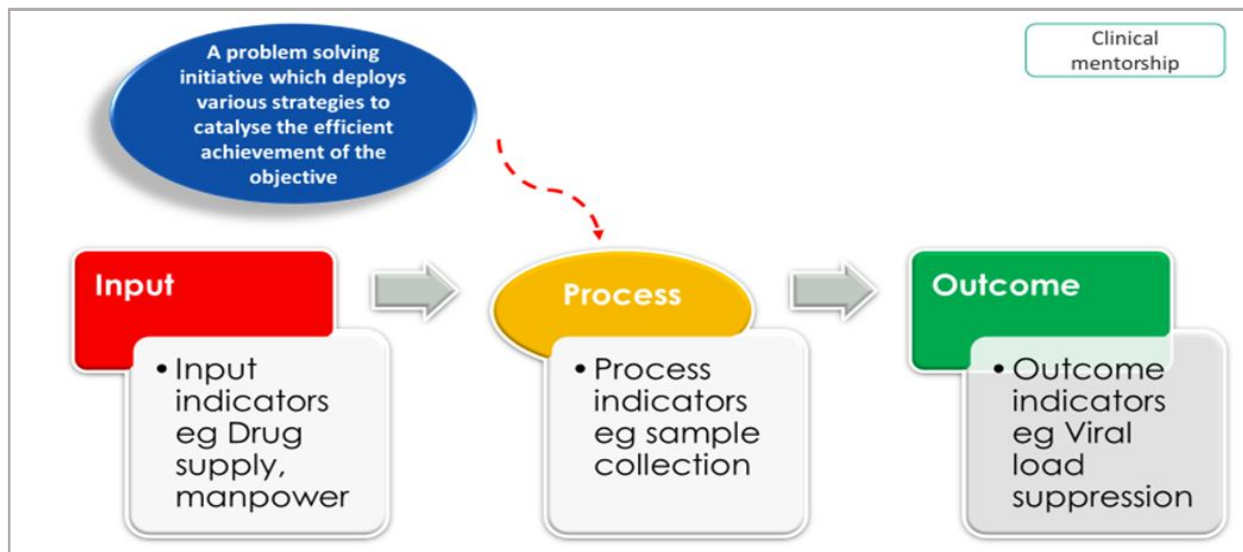 A problem solving
initiative which deploys
various strategies to
catalyse the efficient
achievement of the
objective
Clinical
mentorship
Input
• Input
indicators
eg Drug
supply,
manpower
Process
• Process
indicators
eg sample
collection
Outcome
• Outcome
indicators
eg Viral
load
suppression